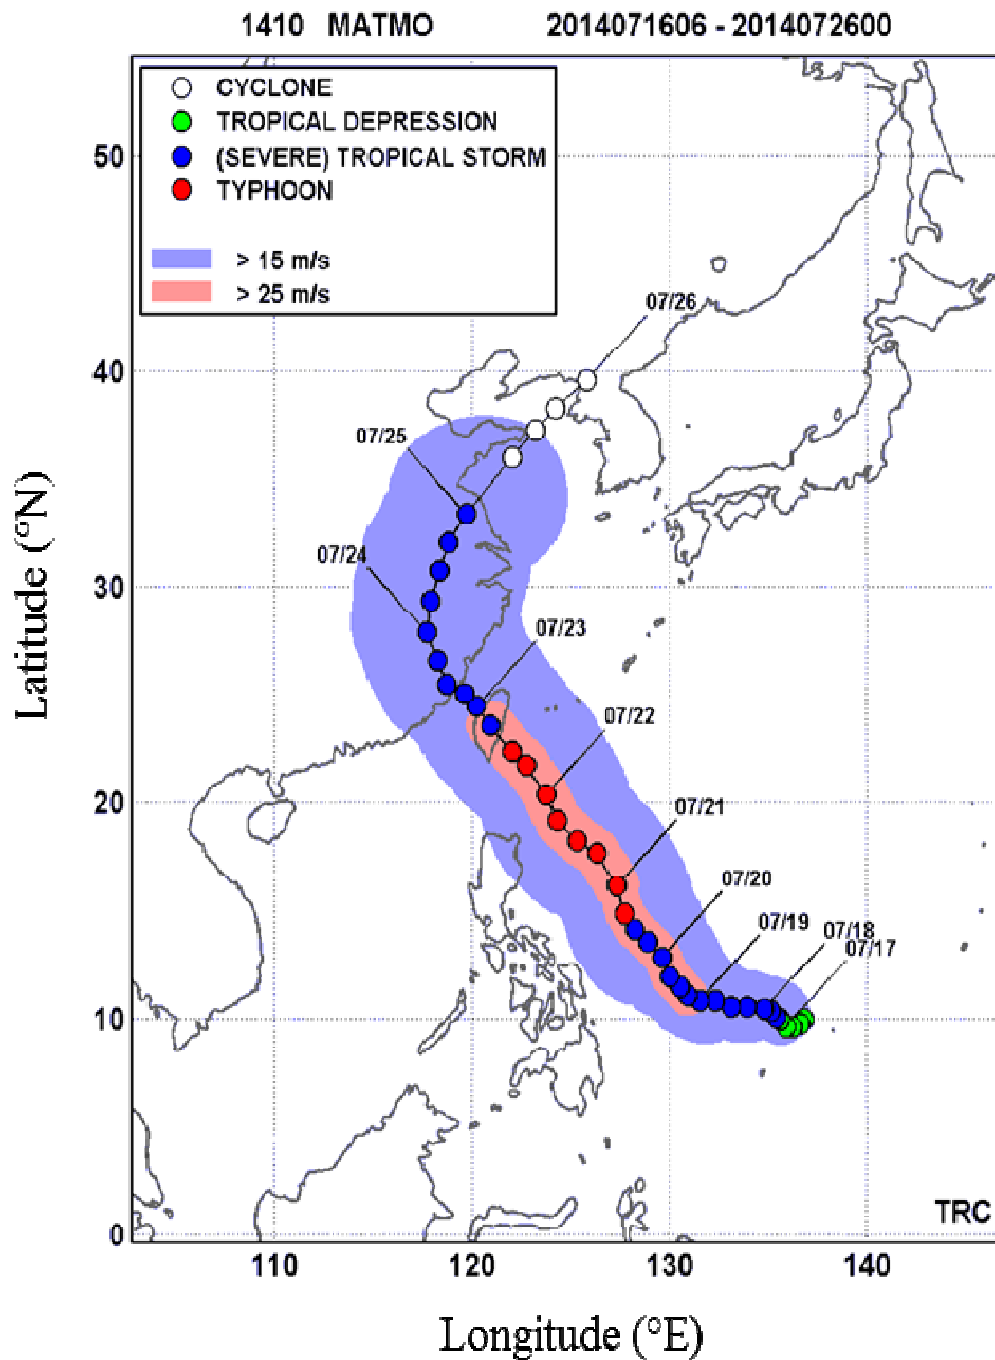 1410 MATMO 2014071606 - 2014072600
CYCLONE
TROPICAL DEPRESSION
(SEVERE) TROPICAL STORM
TYPHOON
> 15 m/s
> 25 m/s
50
40
30
20
10
0
07/26
07/25
07/24
07/23
07/22
07/21
07/20
07/19
07/18
07/17
TRC
110 120 130 140
Latitude (°N)
Longitude (°E)